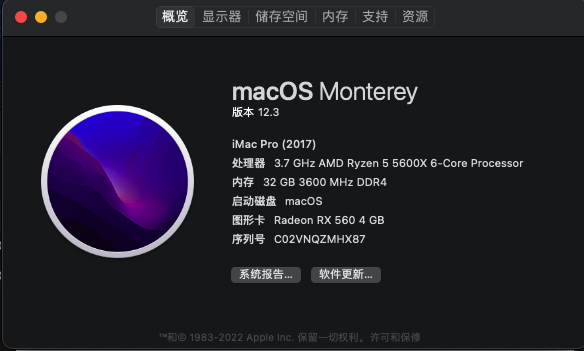 概览 显示器 储存空间 内存 支持 资源
macOS Monterey
版本 12.3
iMac Pro (2017)
处理器 3.7 GHz AMD Ryzen 5 5600X 6-Core Processor
内存 32 GB 3600 MHz DDR4
启动磁盘 macOS
图形卡 Radeon RX 560 4 GB
序列号 C02VNQZMHX87
系统报告... 软件更新...
™和© 1983-2022 Apple Inc. 保留一切权利。许可和保修